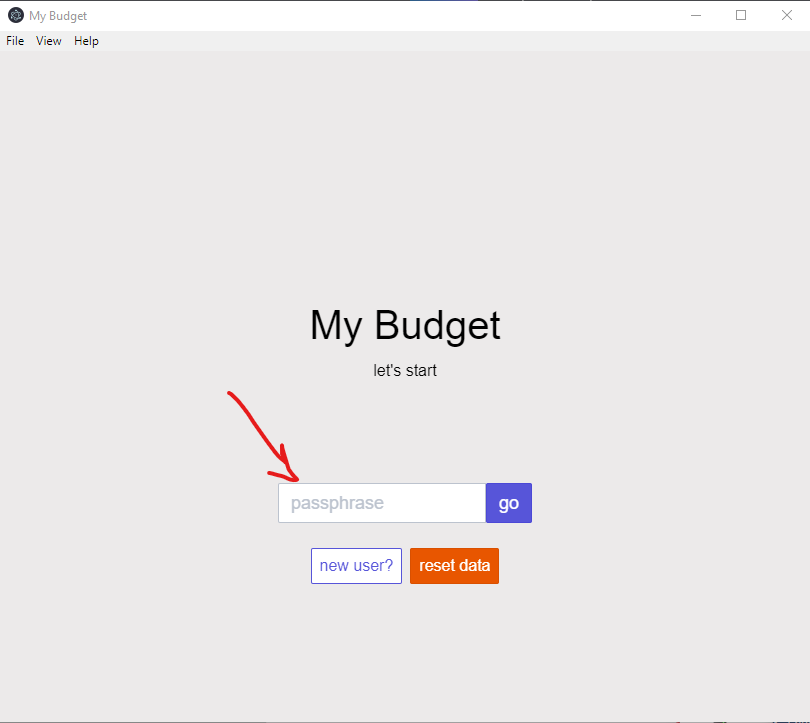 My Budget
File View Help
My Budget
let's start
passphrase go
new user? reset data